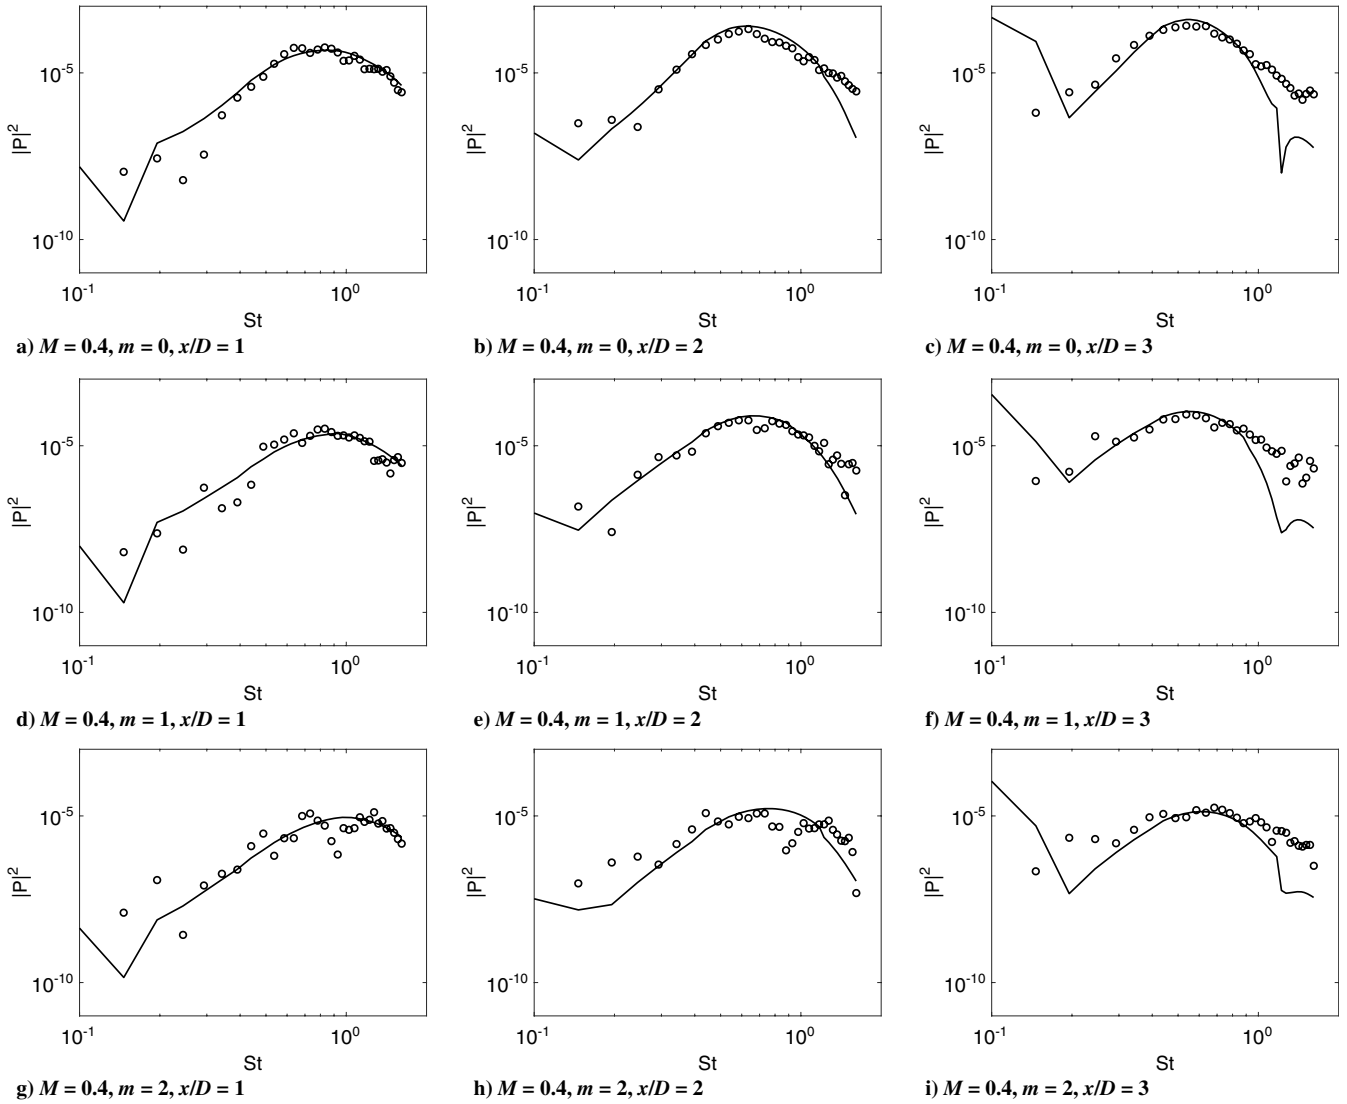 10^-5 10^-5 10^-5
|P|^2 |P|^2 |P|^2
10^-10 10^-10 10^-10
10^-1 10^0 10^-1 10^0 10^-1 10^0
St St St
a) M = 0.4, m = 0, x/D = 1 b) M = 0.4, m = 0, x/D = 2 c) M = 0.4, m = 0, x/D = 3
10^-5 10^-5 10^-5
|P|^2 |P|^2 |P|^2
10^-10 10^-10 10^-10
10^-1 10^0 10^-1 10^0 10^-1 10^0
St St St
d) M = 0.4, m = 1, x/D = 1 e) M = 0.4, m = 1, x/D = 2 f) M = 0.4, m = 1, x/D = 3
10^-5 10^-5 10^-5
|P|^2 |P|^2 |P|^2
10^-10 10^-10 10^-10
10^-1 10^0 10^-1 10^0 10^-1 10^0
St St St
g) M = 0.4, m = 2, x/D = 1 h) M = 0.4, m = 2, x/D = 2 i) M = 0.4, m = 2, x/D = 3